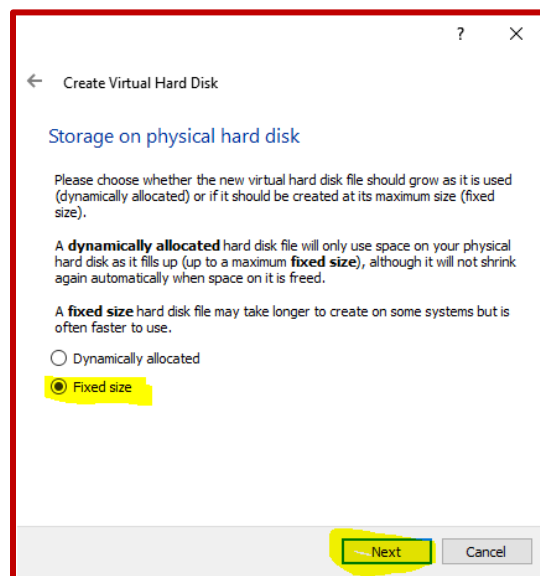 ?
Create Virtual Hard Disk
Storage on physical hard disk
Please choose whether the new virtual hard disk file should grow as it is used
(dynamically allocated) or if it should be created at its maximum size (fixed
size).
A dynamically allocated hard disk file will only use space on your physical
hard disk as it fills up (up to a maximum fixed size), although it will not shrink
again automatically when space on it is freed.
A fixed size hard disk file may take longer to create on some systems but is
often faster to use.
Dynamically allocated
Fixed size
Next
Cancel